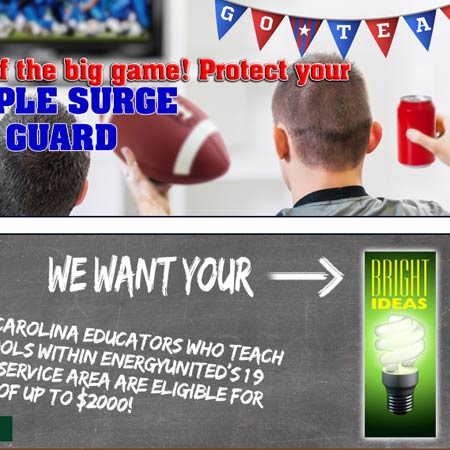 GO★TEA
f the big game! Protect your
PLE SURGE
GUARD
WE WANT YOUR
BRIGHT
IDEAS
CAROLINA EDUCATORS WHO TEACH
OOLS WITHIN ENERGYUNITED'S 19
SERVICE AREA ARE ELIGIBLE FOR
OF UP TO $2000!